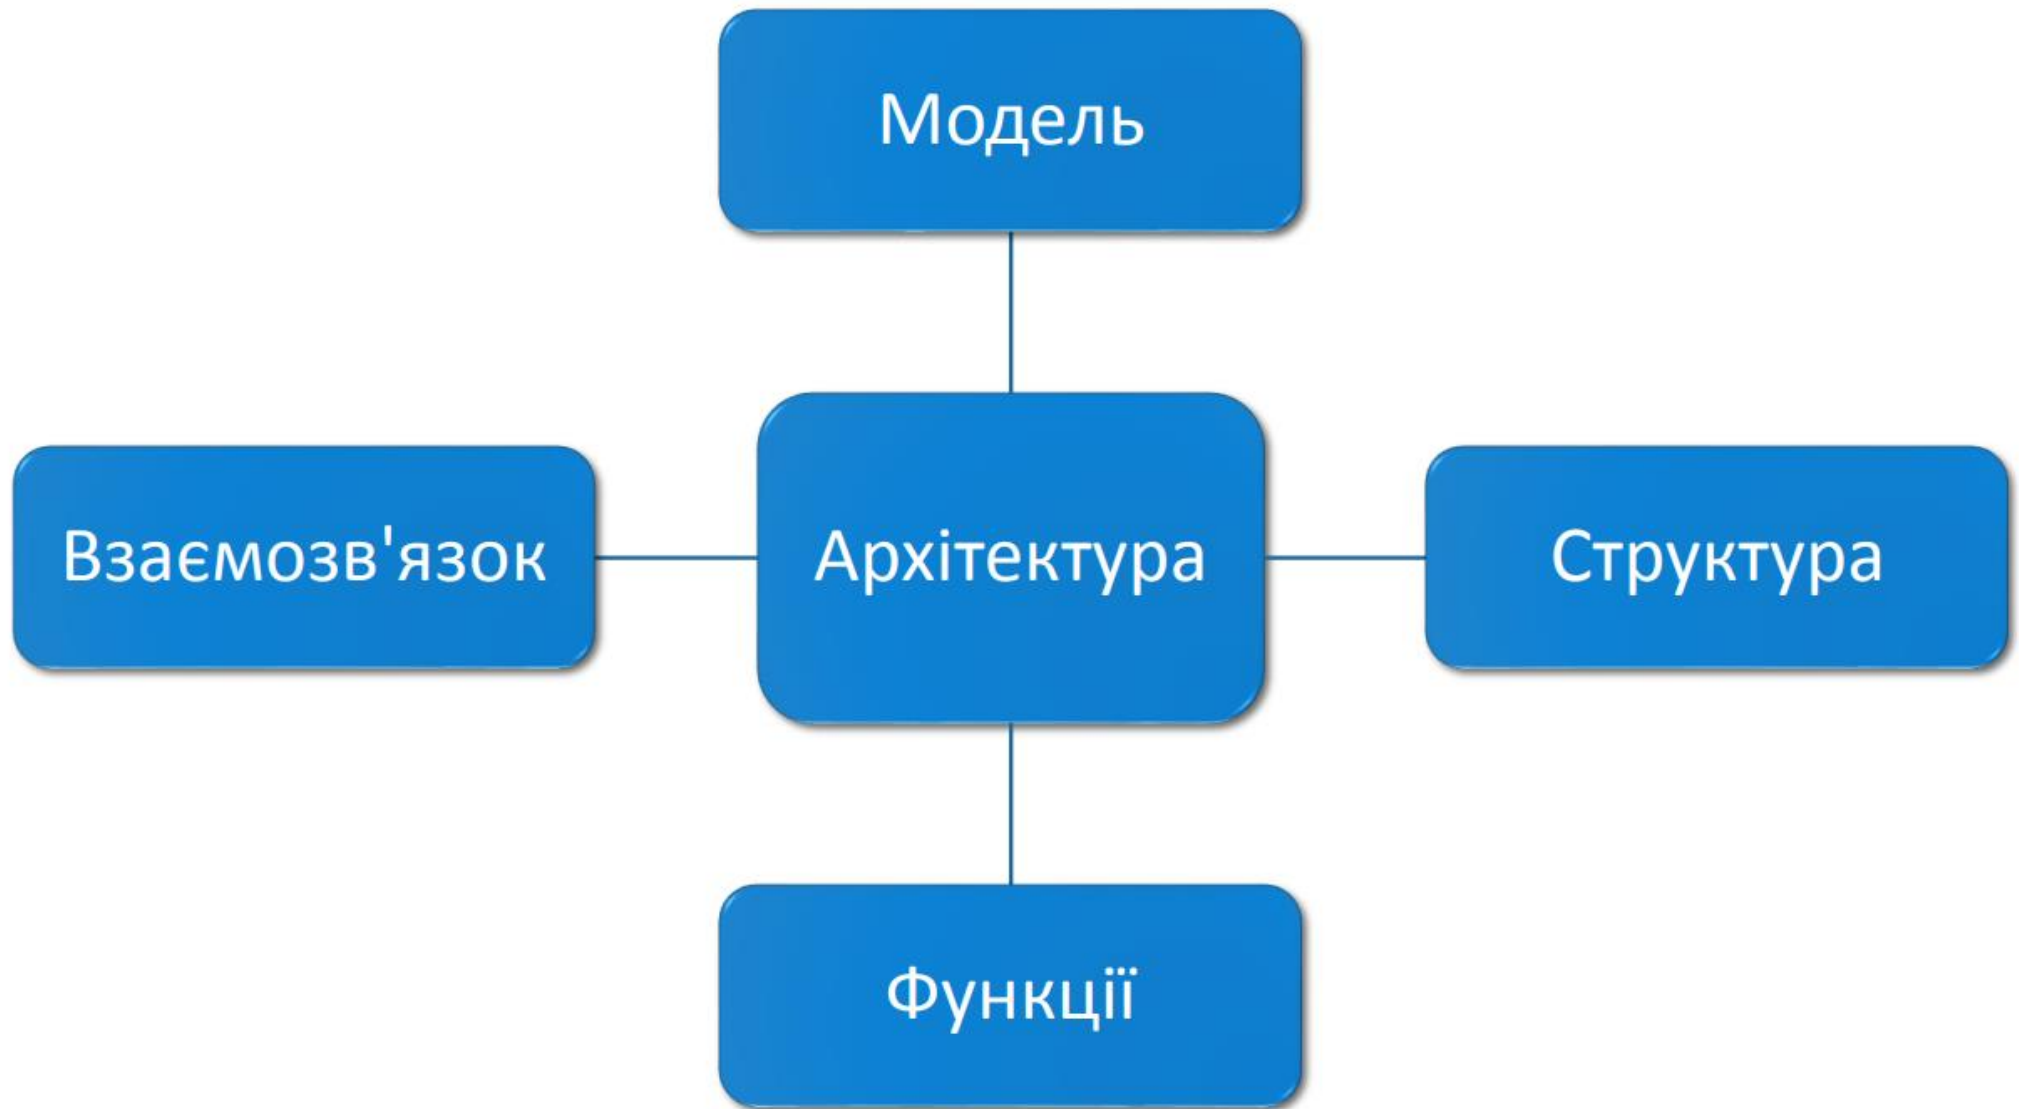 Модель
Взаємозв'язок
Архітектура
Структура
Функції